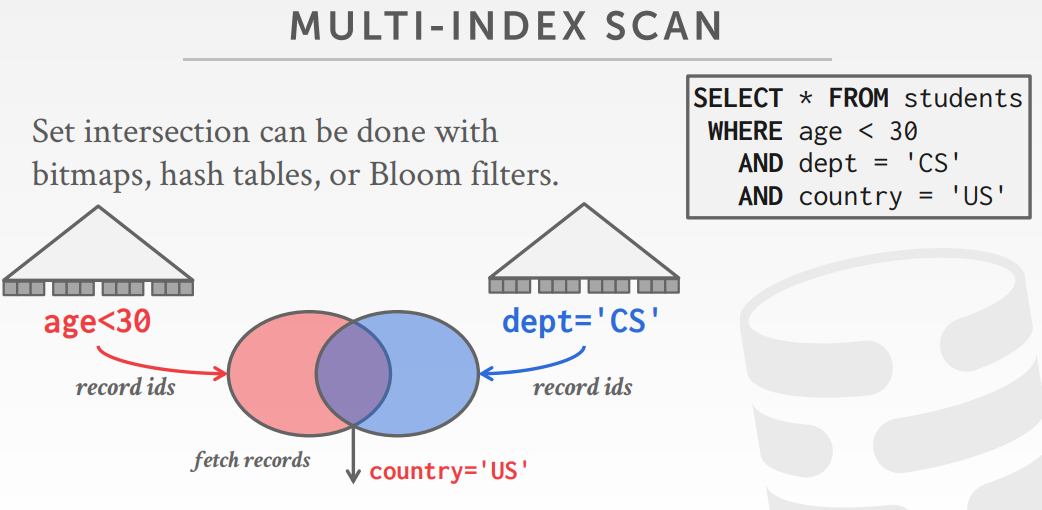 MULTI-INDEX SCAN
Set intersection can be done with
bitmaps, hash tables, or Bloom filters.
SELECT * FROM students
WHERE age < 30
AND dept = 'CS'
AND country = 'US'
age<30
record ids
dept='CS'
record ids
fetch records
country='US'